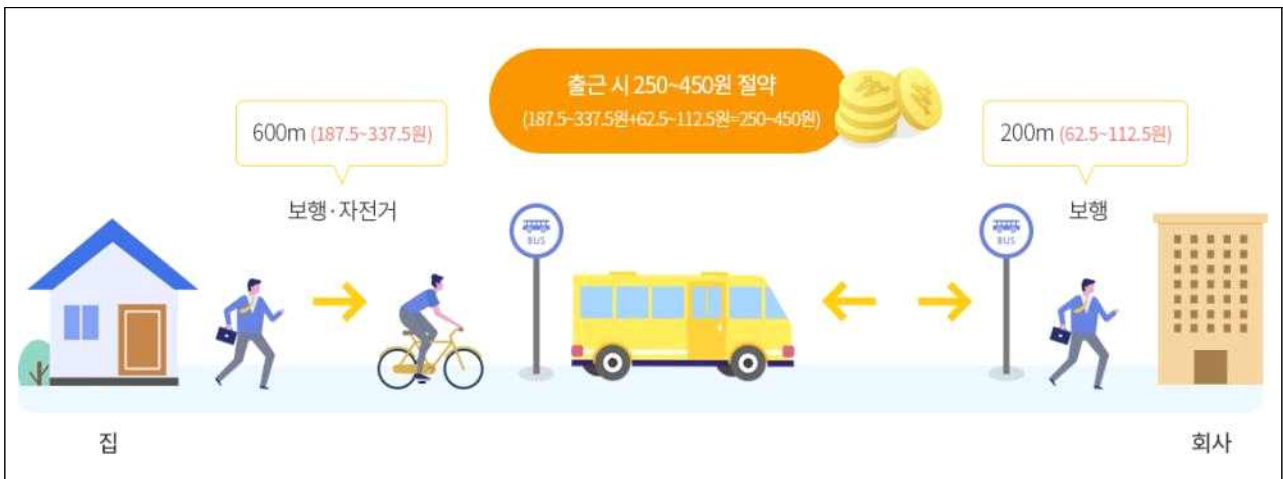 출근 시 250~450원 절약
(187.5~337.5원+62.5~112.5원=250~450원)
600m (187.5~337.5원)
200m (62.5~112.5원)
보행·자전거
보행
BUS
BUS
집
회사